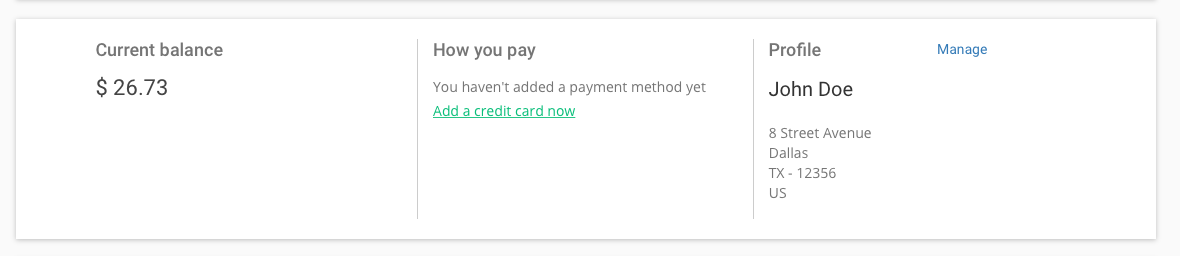 Current balance
$ 26.73
How you pay
You haven't added a payment method yet
Add a credit card now
Profile
Manage
John Doe
8 Street Avenue
Dallas
TX - 12356
US